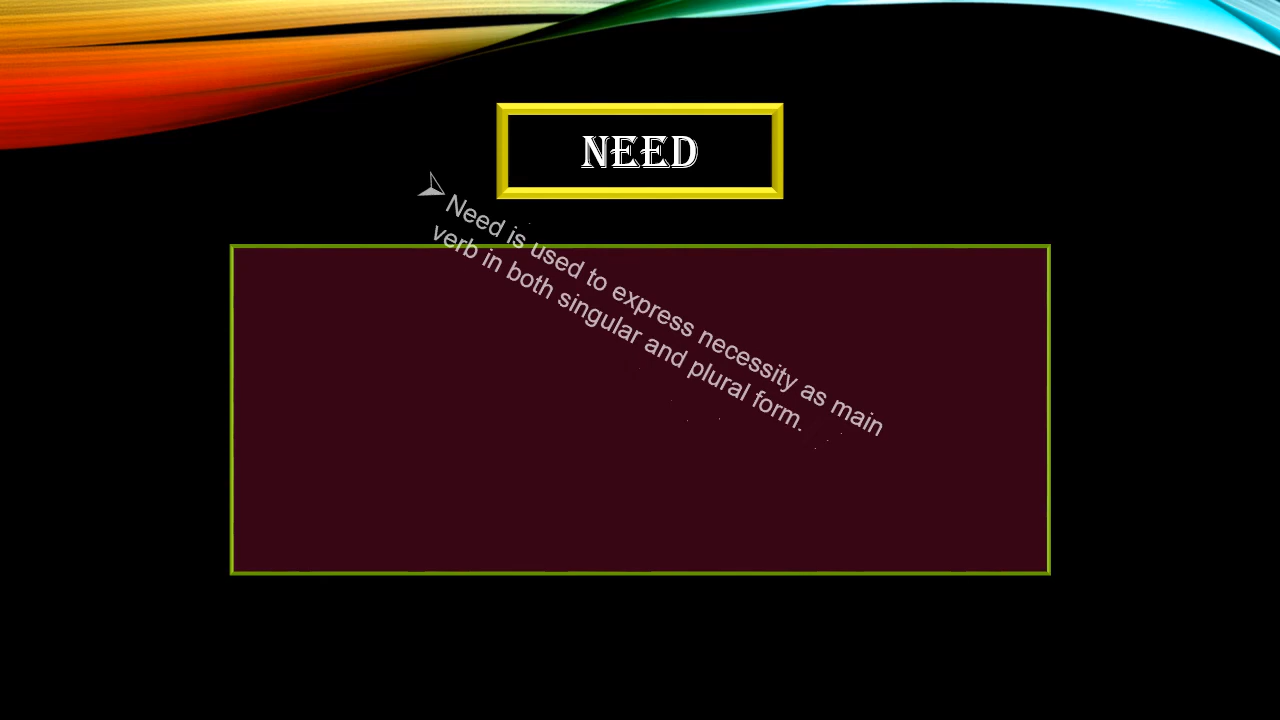 NEED
Need is used to express necessity as main
verb in both singular and plural form.